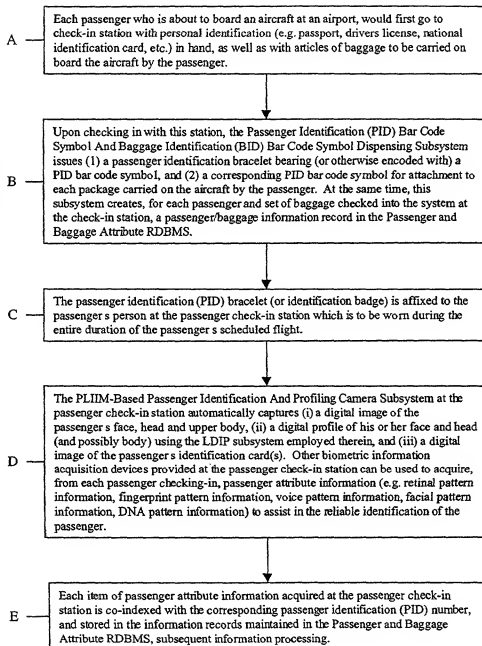 Each passenger who is about to board an aircraft at an airport, would first go to
check-in station with personal identification (e.g. passport, drivers license, national
A
identification card, etc.) in hand, as well as with articles of baggage to be carried on
board the aircraft by the passenger.
Upon checking in with this station, the Passenger Identification (PID) Bar Code
Symbol And Baggage Identification (BID) Bar Code Symbol Dispensing Subsystem
issues (1) a passenger identification bracelet bearing (or otherwise encoded with) a
PID bar code symbol, and (2) a corresponding PID bar code symbol for attachment to
B
each package carried on the aircraft by the passenger. At the same time, this
subsystem creates, for each passenger and set of baggage checked into the system at
the check-in station, a passenger/baggage information record in the Passenger and
Baggage Attribute RDBMS.
The passenger identification (PID) bracelet (or identification badge) is affixed to the
C
passenger s person at the passenger check-in station which is to be worn during the
entire duration of the passenger s scheduled flight.
The PLIIM-Based Passenger Identification And Profiling Camera Subsystem at the
passenger check-in station automatically captures (i) a digital image of the
passenger s face, head and upper body, (ii) a digital profile of his or her face and head
(and possibly body) using the LDIP subsystem employed therein, and (iii) a digital
D
image of the passenger s identification card(s). Other biometric information
acquisition devices provided at the passenger check-in station can be used to acquire,
from each passenger checking-in, passenger attribute information (e.g. retinal pattern
information, fingerprint pattern information, voice pattern information, facial pattern
information, DNA pattern information) to assist in the reliable identification of the
passenger.
Each item of passenger attribute information acquired at the passenger check-in
station is co-indexed with the corresponding passenger identification (PID) number,
E
and stored in the information records maintained in the Passenger and Baggage
Attribute RDBMS, subsequent information processing.